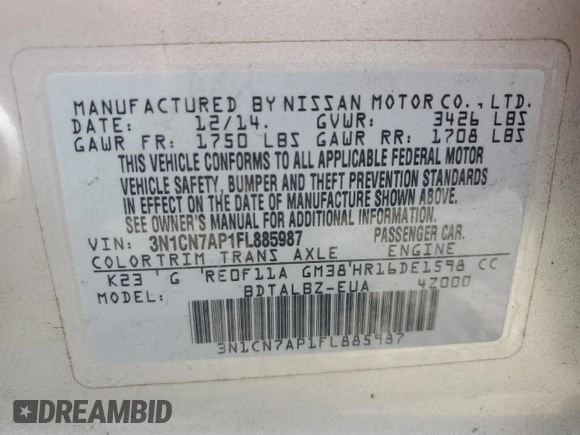 MANUFACTURED BY NISSAN MOTOR CO., LTD.
DATE: 12/14. GVWR: 3426 LBS
GAWR FR: 1750 LBS GAWR RR: 1708 LBS
THIS VEHICLE CONFORMS TO ALL APPLICABLE FEDERAL MOTOR
VEHICLE SAFETY, BUMPER AND THEFT PREVENTION STANDARDS
IN EFFECT ON THE DATE OF MANUFACTURE SHOWN ABOVE.
SEE OWNER'S MANUAL FOR ADDITIONAL INFORMATION.
VIN: 3N1CN7AP1FL885987 PASSENGER CAR.
COLOR TRIM TRANS AXLE ENGINE
K23 ' G 'RE0F11A GM38'HR16DE1598 CC
MODEL: BDTALBZ-EUA 4Z000
3N1CN7AP1FL885987
DREAMBID